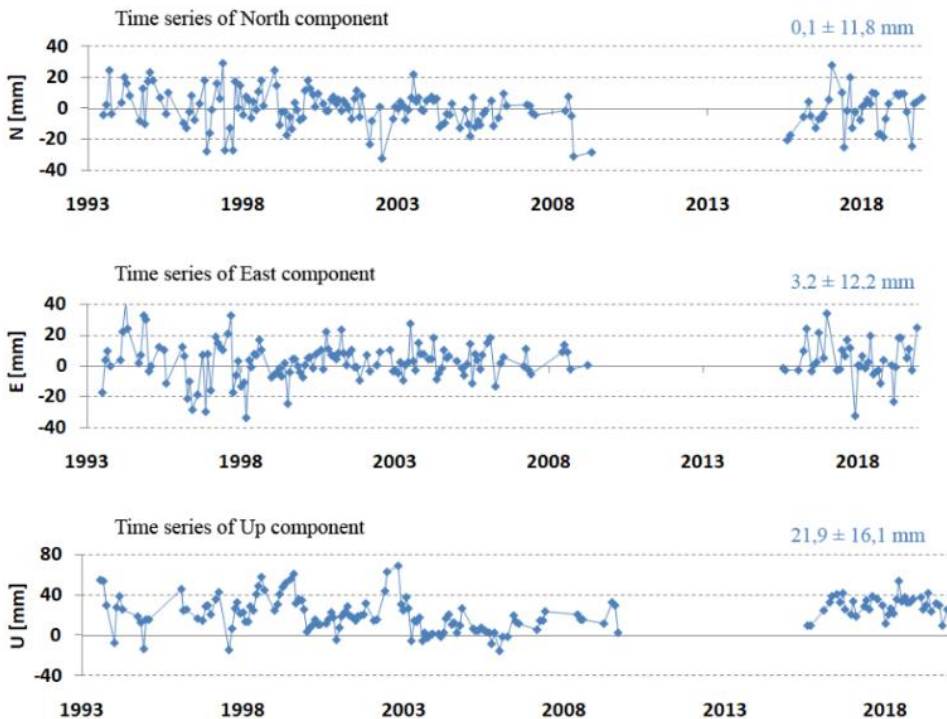 Time series of North component
0,1 ± 11,8 mm
N [mm]
40
20
0
-20
-40
1993 1998 2003 2008 2013 2018
Time series of East component
3,2 ± 12,2 mm
E [mm]
40
20
0
-20
-40
1993 1998 2003 2008 2013 2018
Time series of Up component
21,9 ± 16,1 mm
U [mm]
80
40
0
-40
1993 1998 2003 2008 2013 2018